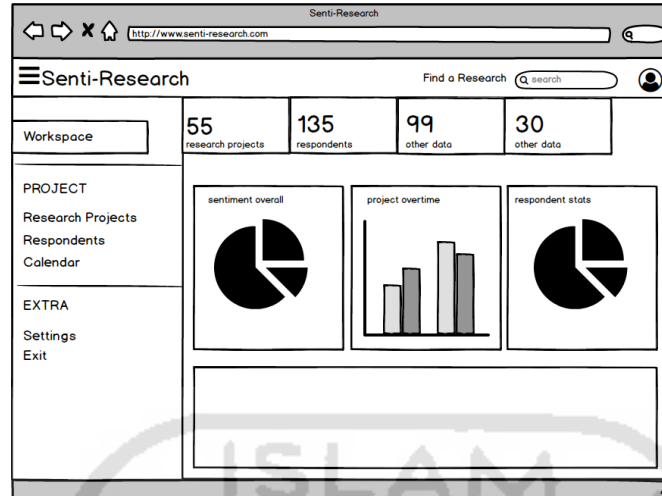 Senti-Research
http://www.senti-research.com
Senti-Research
Find a Research
search
Workspace
PROJECT
Research Projects
Respondents
Calendar
EXTRA
Settings
Exit
55
research projects
135
respondents
99
other data
30
other data
sentiment overall
project overtime
respondent stats
ISLAM